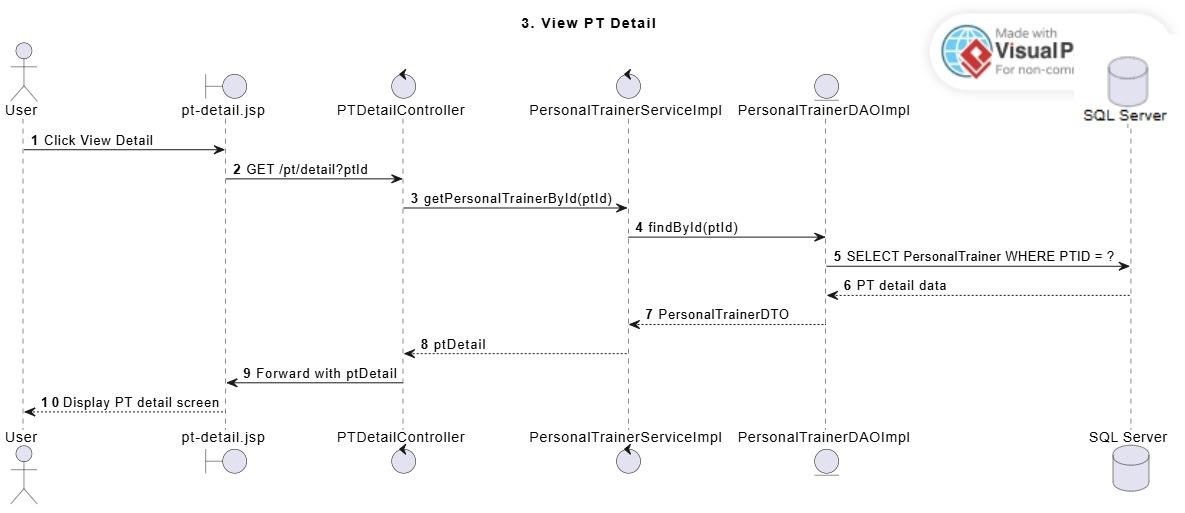 3. View PT Detail
Made with
Visual P
For non-comm
User
pt-detail.jsp
PTDetailController
PersonalTrainerServiceImpl
PersonalTrainerDAOImpl
SQL Server
1 Click View Detail
2 GET /pt/detail?ptId
3 getPersonalTrainerById(ptId)
4 findById(ptId)
5 SELECT PersonalTrainer WHERE PTID = ?
6 PT detail data
7 PersonalTrainerDTO
8 ptDetail
9 Forward with ptDetail
10 Display PT detail screen
User
pt-detail.jsp
PTDetailController
PersonalTrainerServiceImpl
PersonalTrainerDAOImpl
SQL Server